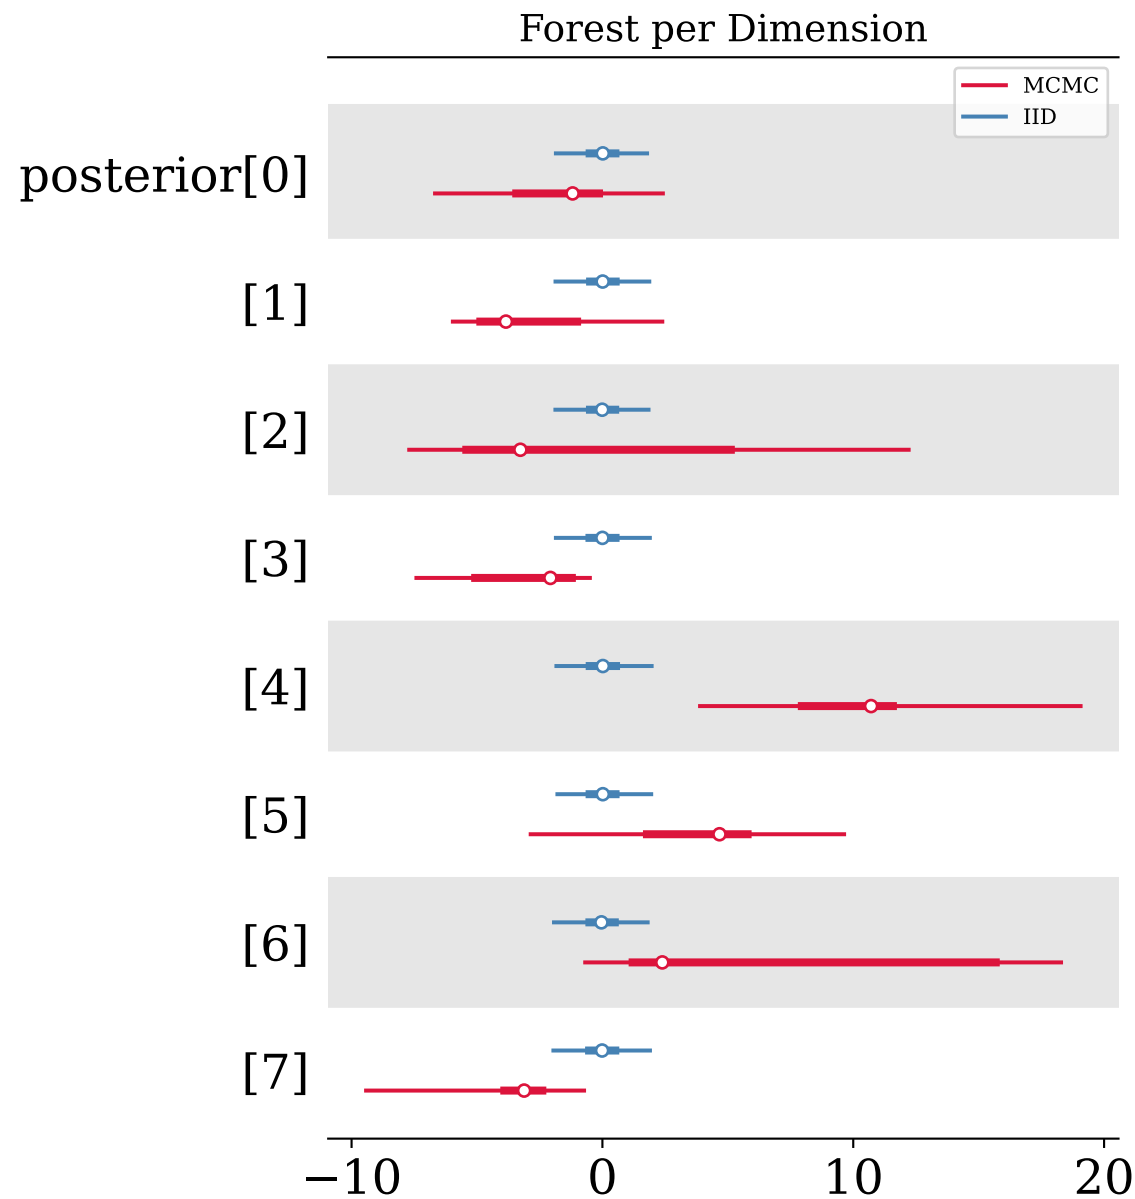 Forest per Dimension
MCMC
IID
posterior[0]
[1]
[2]
[3]
[4]
[5]
[6]
[7]
−10 0 10 20